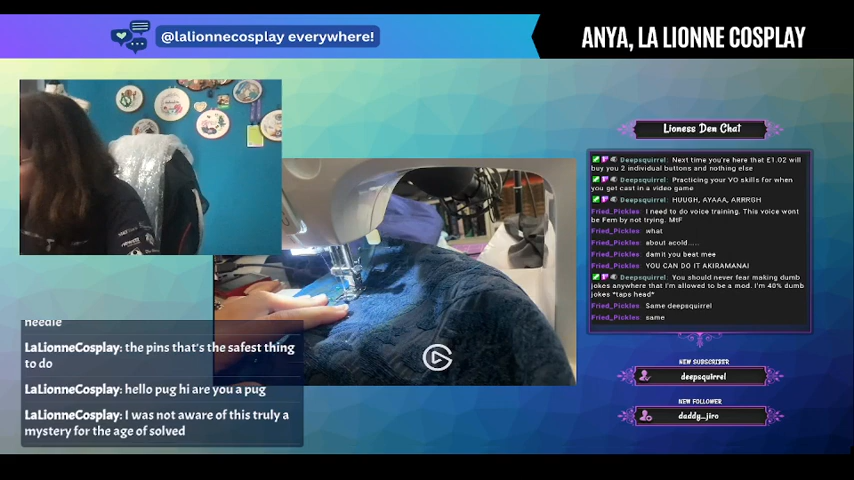 @lalionnecosplay everywhere!
ANYA, LA LIONNE COSPLAY
Lioness Den Chat
Deepsquirrel: Next time you're here that £1.02 will
buy you 2 individual buttons and nothing else
Deepsquirrel: Practicing your VO skills for when
you get cast in a video game
Deepsquirrel: HUUGH, AYAAA, ARRRGH
Fried_Pickles: I need to do voice training. This voice wont
be Fem by not trying. MtF
Fried_Pickles: what
Fried_Pickles: about acold.....
Fried_Pickles: damit you beat mee
Fried_Pickles: YOU CAN DO IT AKIRAMANAI
Deepsquirrel: You should never fear making dumb
jokes anywhere that I'm allowed to be a mod. I'm 40% dumb
jokes *taps head*
Fried_Pickles: Same deepsquirrel
Fried_Pickles: same
needle
LaLionneCosplay: the pins that's the safest thing
to do
LaLionneCosplay: hello pug hi are you a pug
LaLionneCosplay: I was not aware of this truly a
mystery for the age of solved
NEW SUBSCRIBER
deepsquirrel
NEW FOLLOWER
daddy_jiro